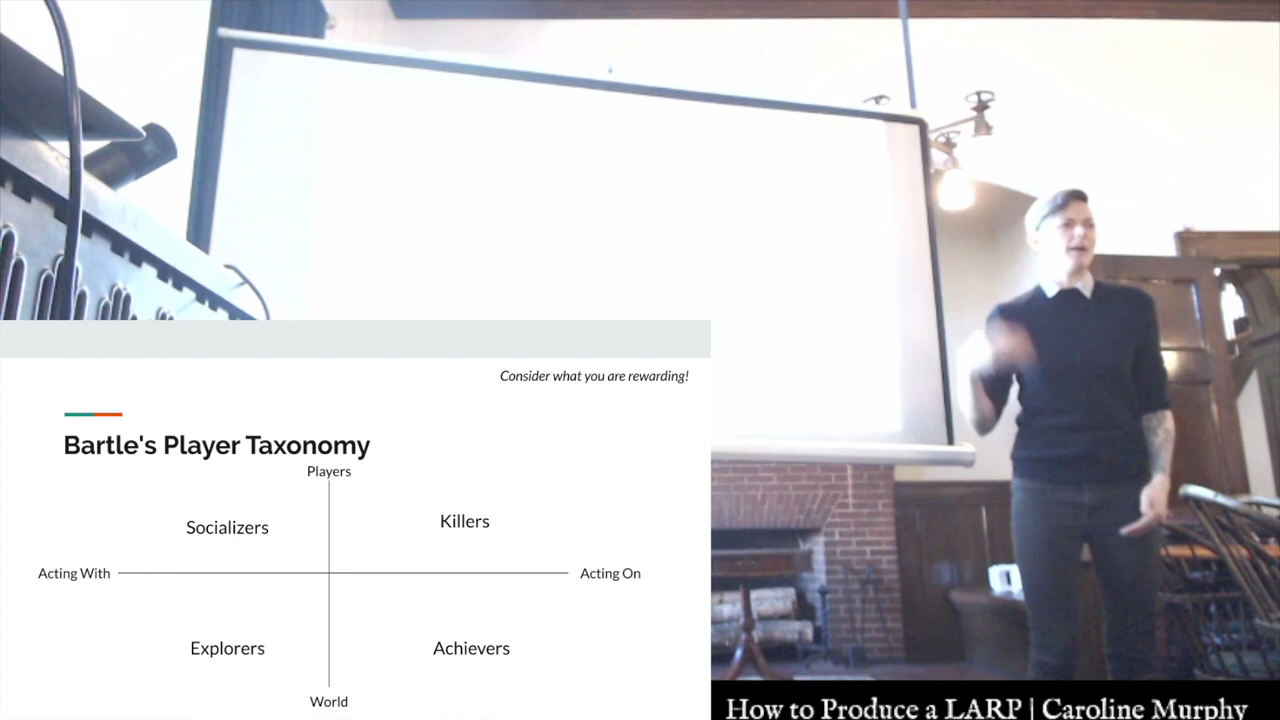 Consider what you are rewarding!
Bartle's Player Taxonomy
Players
Socializers
Killers
Acting With
Acting On
Explorers
Achievers
World
How to Produce a LARP | Caroline Murphy